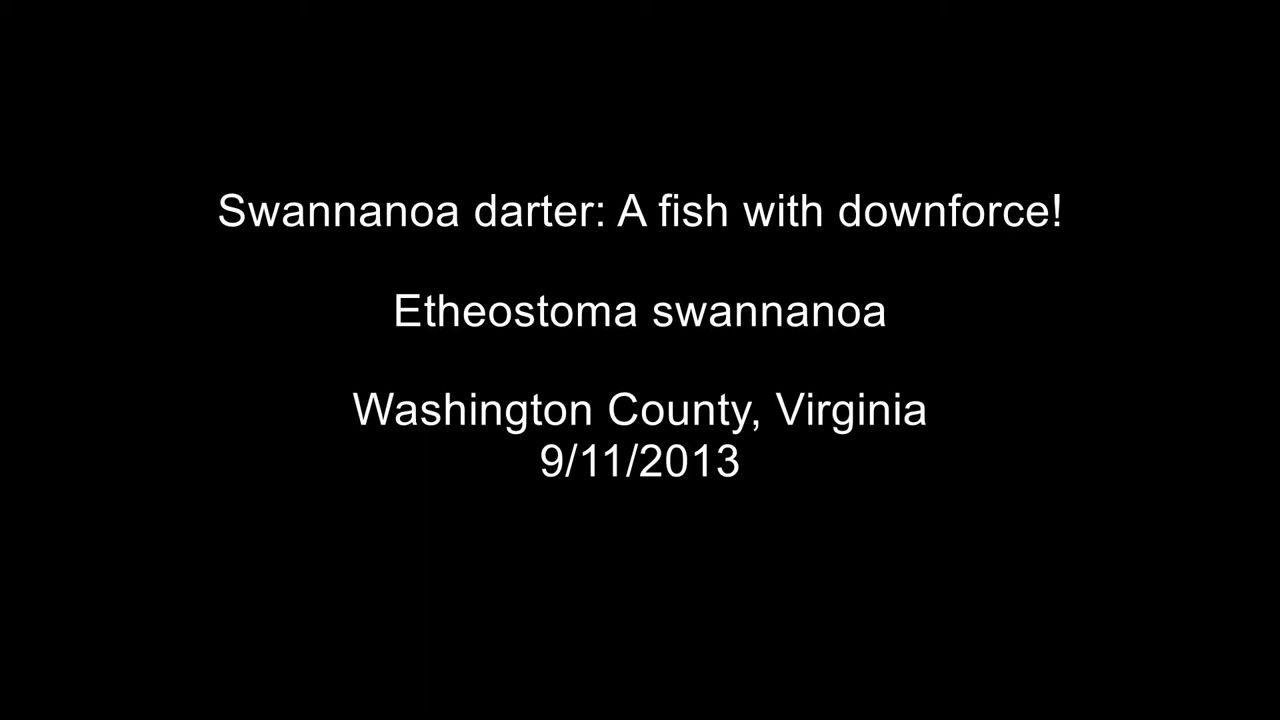 Swannanoa darter: A fish with downforce!
Etheostoma swannanoa
Washington County, Virginia
9/11/2013